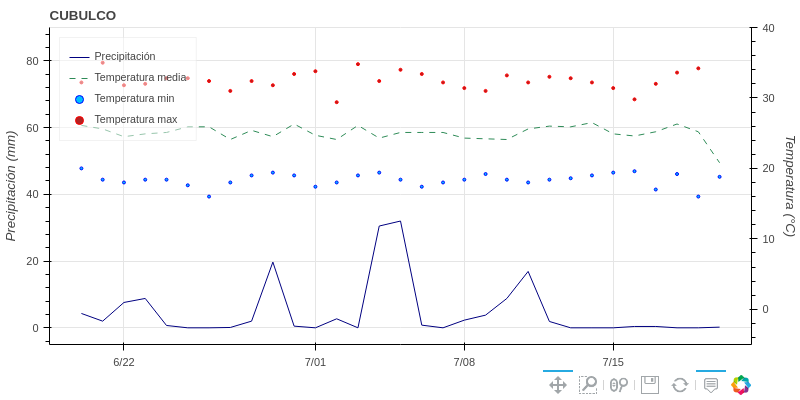 CUBULCO
Precipitación
Temperatura media
Temperatura min
Temperatura max
Precipitación (mm)
80
60
40
20
0
Temperatura (°C)
40
30
20
10
0
6/22
7/01
7/08
7/15